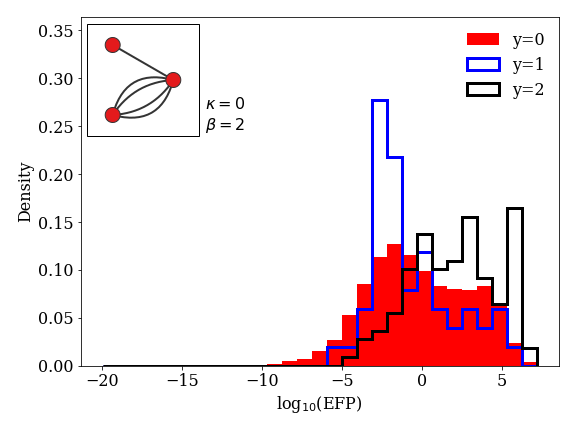 0.35
0.30
0.25
0.20
0.15
0.10
0.05
0.00
Density
κ = 0
β = 2
y=0
y=1
y=2
−20 −15 −10 −5 0 5
log₁₀(EFP)